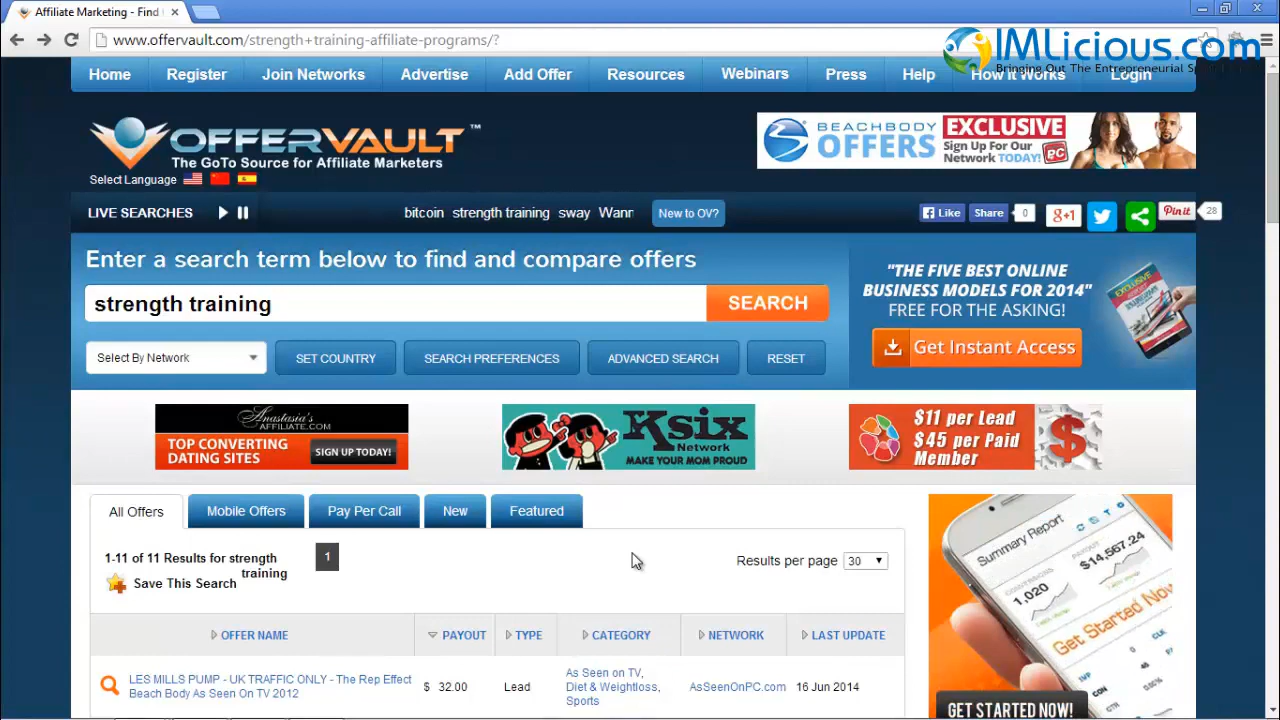 Affiliate Marketing - Find
www.offervault.com/strength+training-affiliate-programs/?
IMLicious.com
Bringing Out The Entrepreneurial
Home
Register
Join Networks
Advertise
Add Offer
Resources
Webinars
Press
Help
How It Works
Login
OFFERVAULT™
The GoTo Source for Affiliate Marketers
Select Language
BEACHBODY
OFFERS
EXCLUSIVE
Sign Up For Our
Network TODAY!
LIVE SEARCHES
bitcoin strength training sway Wanr
New to OV?
Like
Share
0
g+1
Pin it
28
Enter a search term below to find and compare offers
strength training
SEARCH
Select By Network
SET COUNTRY
SEARCH PREFERENCES
ADVANCED SEARCH
RESET
"THE FIVE BEST ONLINE
BUSINESS MODELS FOR 2014"
FREE FOR THE ASKING!
Get Instant Access
Anastasia's
AFFILIATE.COM
TOP CONVERTING
DATING SITES
SIGN UP TODAY!
Ksix
Network
MAKE YOUR MOM PROUD
$11 per Lead
$45 per Paid
Member
All Offers
Mobile Offers
Pay Per Call
New
Featured
1-11 of 11 Results for strength
training
Save This Search
1
Results per page
30
OFFER NAME
PAYOUT
TYPE
CATEGORY
NETWORK
LAST UPDATE
LES MILLS PUMP - UK TRAFFIC ONLY - The Rep Effect
Beach Body As Seen On TV 2012
$ 32.00
Lead
As Seen on TV,
Diet & Weightloss,
Sports
AsSeenOnPC.com
16 Jun 2014
Summary Report
$14,567.24
1,020
Get Started Now
GET STARTED NOW!